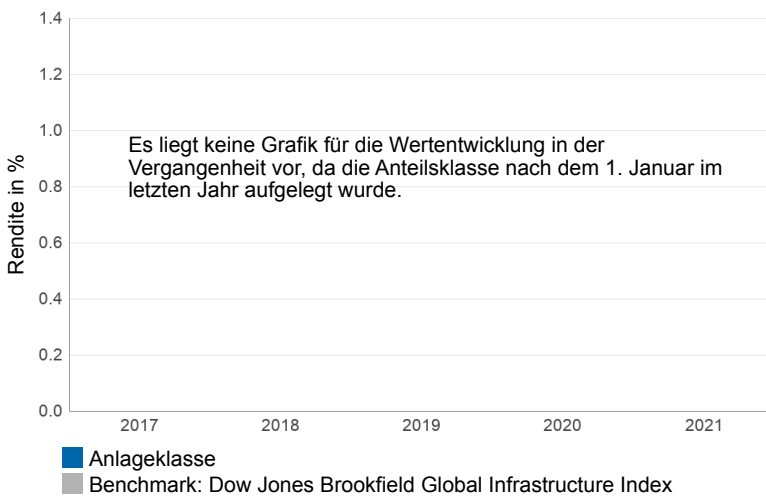 1.4
1.2
1.0
Es liegt keine Grafik für die Wertentwicklung in der
Vergangenheit vor, da die Anteilsklasse nach dem 1. Januar im
letzten Jahr aufgelegt wurde.
0.8
0.6
0.4
0.2
0.0
Rendite in %
2017 2018 2019 2020 2021
Anlageklasse
Benchmark: Dow Jones Brookfield Global Infrastructure Index